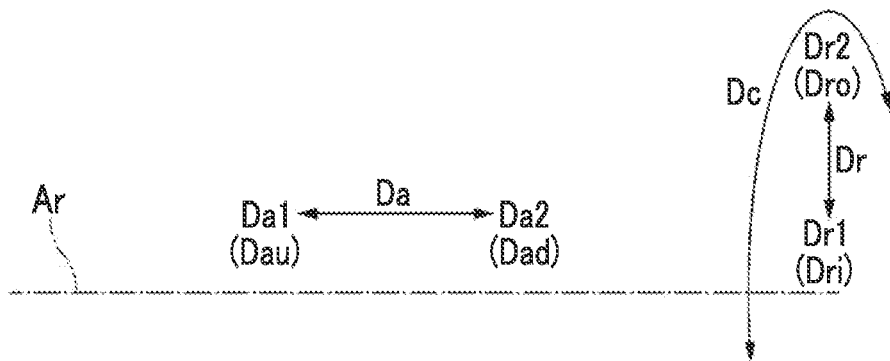 Dr2
(Dro)
Dc
Dr
Ar
Da
Da1
Da2
Dr1
(Dau)
(Dad)
(Dri)